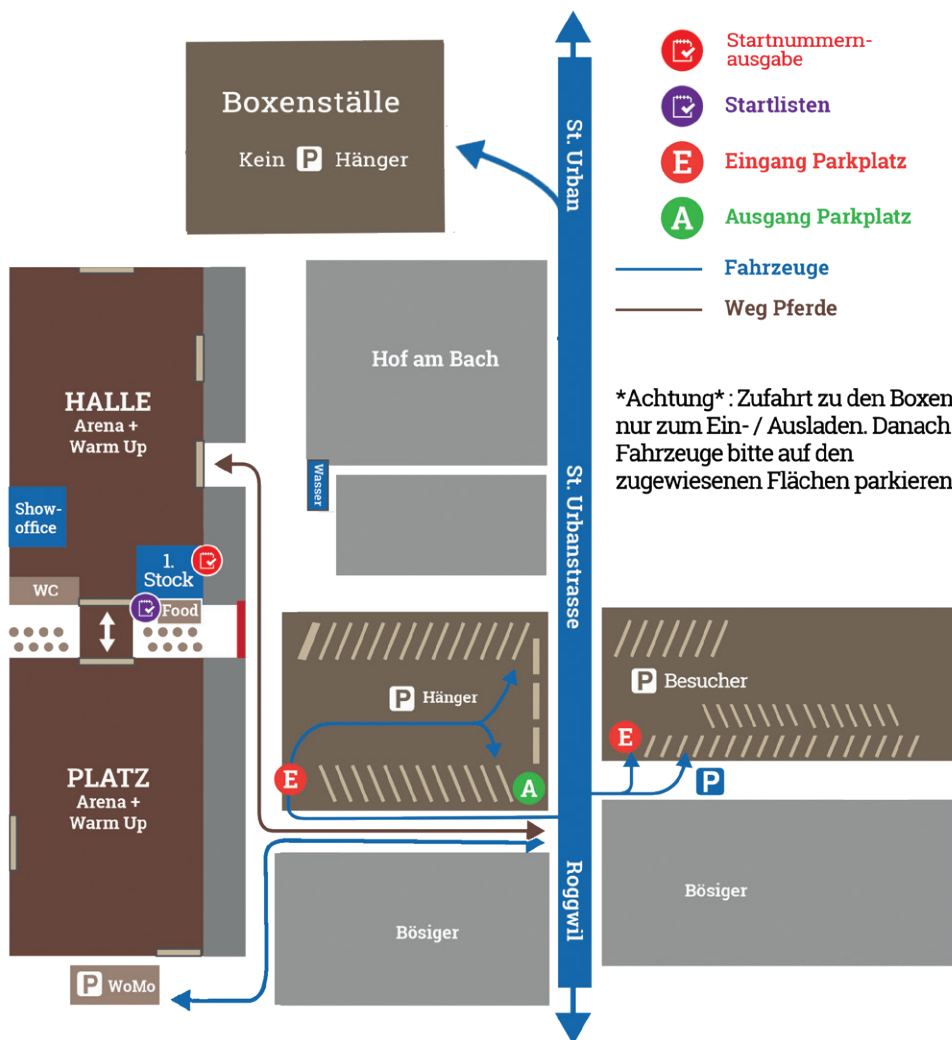 Boxenställe
Kein P Hänger
St. Urban
Startnummern-
ausgabe
Startlisten
E Eingang Parkplatz
A Ausgang Parkplatz
Fahrzeuge
Weg Pferde
*Achtung* : Zufahrt zu den Boxen
nur zum Ein- / Ausladen. Danach
Fahrzeuge bitte auf den
zugewiesenen Flächen parkieren
HALLE
Arena +
Warm Up
Hof am Bach
Wasser
Show-
office
1.
Stock
WC
Food
St. Urbanstrasse
P Hänger
E
A
P Besucher
E
P
PLATZ
Arena +
Warm Up
Roggwil
Bösiger
Bösiger
P WoMo